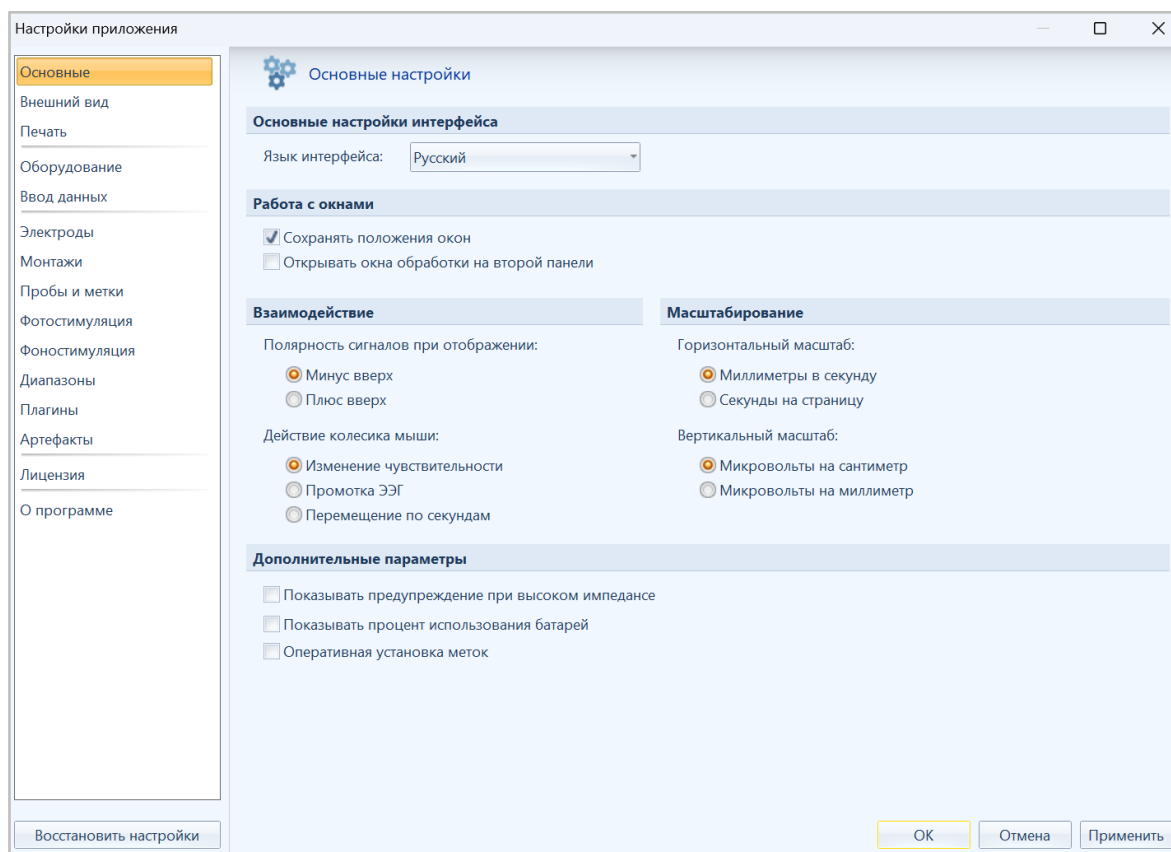 Настройки приложения
Основные
Внешний вид
Печать
Оборудование
Ввод данных
Электроды
Монтажи
Пробы и метки
Фотостимуляция
Фоностимуляция
Диапазоны
Плагины
Артефакты
Лицензия
О программе
Восстановить настройки
Основные настройки
Основные настройки интерфейса
Язык интерфейса: Русский
Работа с окнами
Сохранять положения окон
Открывать окна обработки на второй панели
Взаимодействие
Полярность сигналов при отображении:
Минус вверх
Плюс вверх
Действие колесика мыши:
Изменение чувствительности
Промотка ЭЭГ
Перемещение по секундам
Масштабирование
Горизонтальный масштаб:
Миллиметры в секунду
Секунды на страницу
Вертикальный масштаб:
Микровольты на сантиметр
Микровольты на миллиметр
Дополнительные параметры
Показывать предупреждение при высоком импедансе
Показывать процент использования батарей
Оперативная установка меток
ОК Отмена Применить